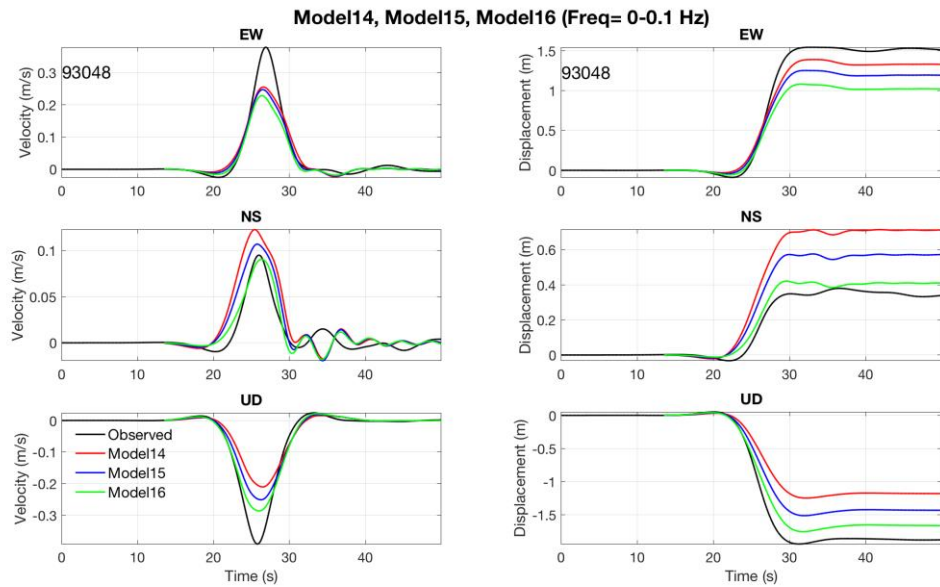 Model14, Model15, Model16 (Freq= 0-0.1 Hz)
EW
93048
Velocity (m/s)
0.3
0.2
0.1
0
0 10 20 30 40
EW
93048
Displacement (m)
1.5
1
0.5
0
0 10 20 30 40
NS
Velocity (m/s)
0.1
0.05
0
0 10 20 30 40
NS
Displacement (m)
0.6
0.4
0.2
0
0 10 20 30 40
UD
Velocity (m/s)
0
-0.1
-0.2
-0.3
Observed
Model14
Model15
Model16
0 10 20 30 40
Time (s)
UD
Displacement (m)
0
-0.5
-1
-1.5
0 10 20 30 40
Time (s)